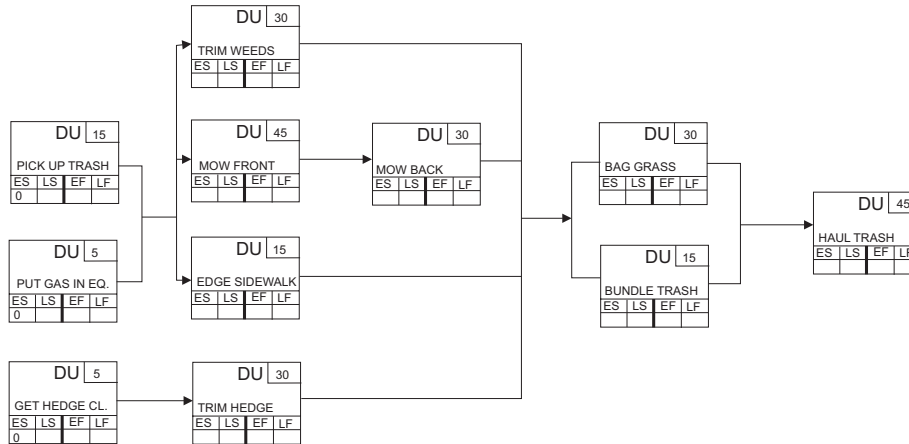 DU 30
TRIM WEEDS
ES LS EF LF
DU 15
PICK UP TRASH
ES LS EF LF
0
DU 45
MOW FRONT
ES LS EF LF
DU 30
MOW BACK
ES LS EF LF
DU 30
BAG GRASS
ES LS EF LF
DU 45
HAUL TRASH
ES LS EF LF
DU 5
PUT GAS IN EQ.
ES LS EF LF
0
DU 15
EDGE SIDEWALK
ES LS EF LF
DU 15
BUNDLE TRASH
ES LS EF LF
DU 5
GET HEDGE CL.
ES LS EF LF
0
DU 30
TRIM HEDGE
ES LS EF LF